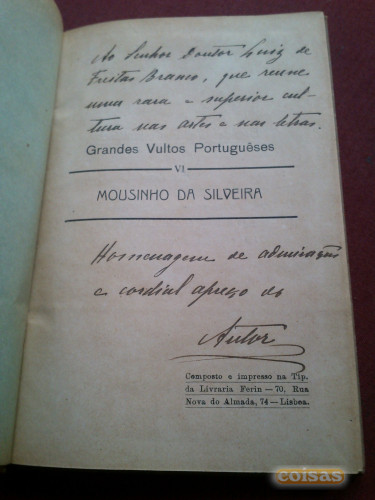 Ao Senhor Doutor Luiz de
Freitas Branco, que reune
uma rara e superior cul-
tura nas artes e nas letras.
Grandes Vultos Portuguêses
VI
MOUSINHO DA SILVEIRA
Homenagem de admiração
e cordial apreço do
Autor
Composto e impresso na Tip.
da Livraria Ferin — 70, Rua
Nova do Almada, 74 — Lisboa.
coisas